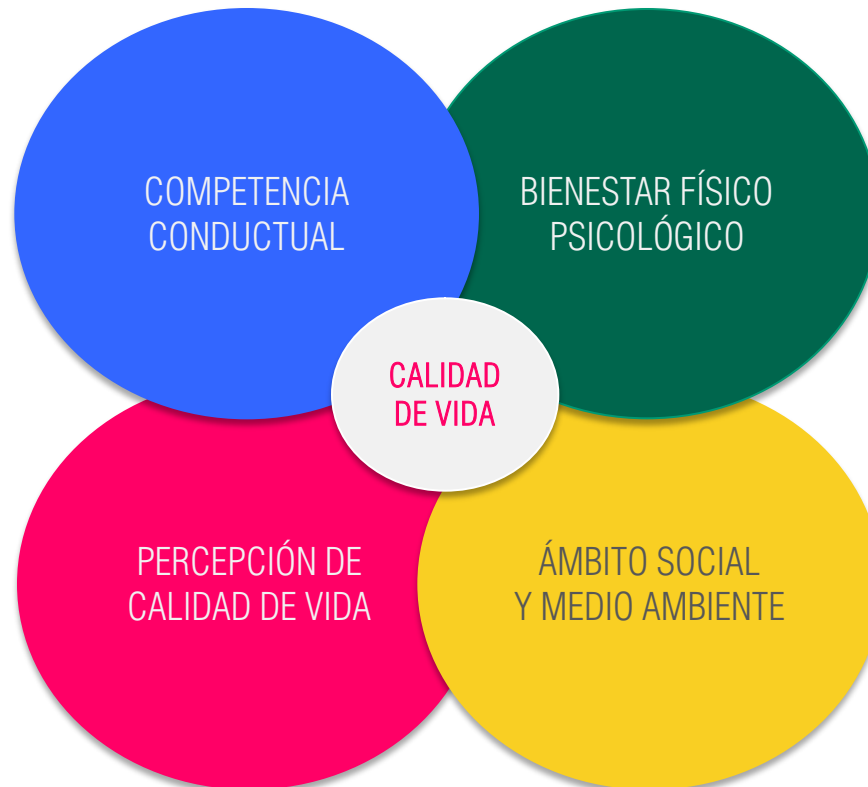 COMPETENCIA
CONDUCTUAL
BIENESTAR FÍSICO
PSICOLÓGICO
CALIDAD
DE VIDA
PERCEPCIÓN DE
CALIDAD DE VIDA
ÁMBITO SOCIAL
Y MEDIO AMBIENTE